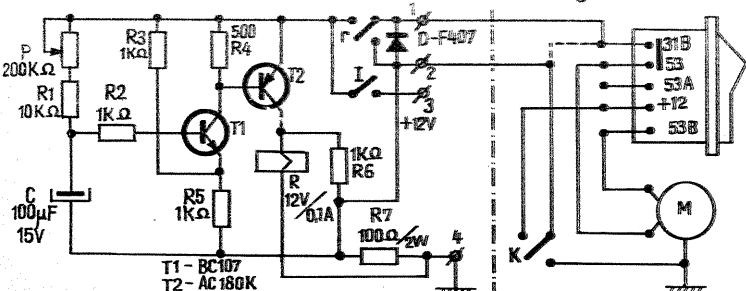 P
200KΩ
R1
10KΩ
R2
1KΩ
R3
1KΩ
500
R4
T2
T1
C
100µF
15V
R5
1KΩ
R
12V/0,1A
1KΩ
R6
R7
100Ω/2W
T1 - BC107
T2 - AC180K
r
I
1
D-F407
2
3
+12V
4
K
31B
53
53A
+12
53B
M